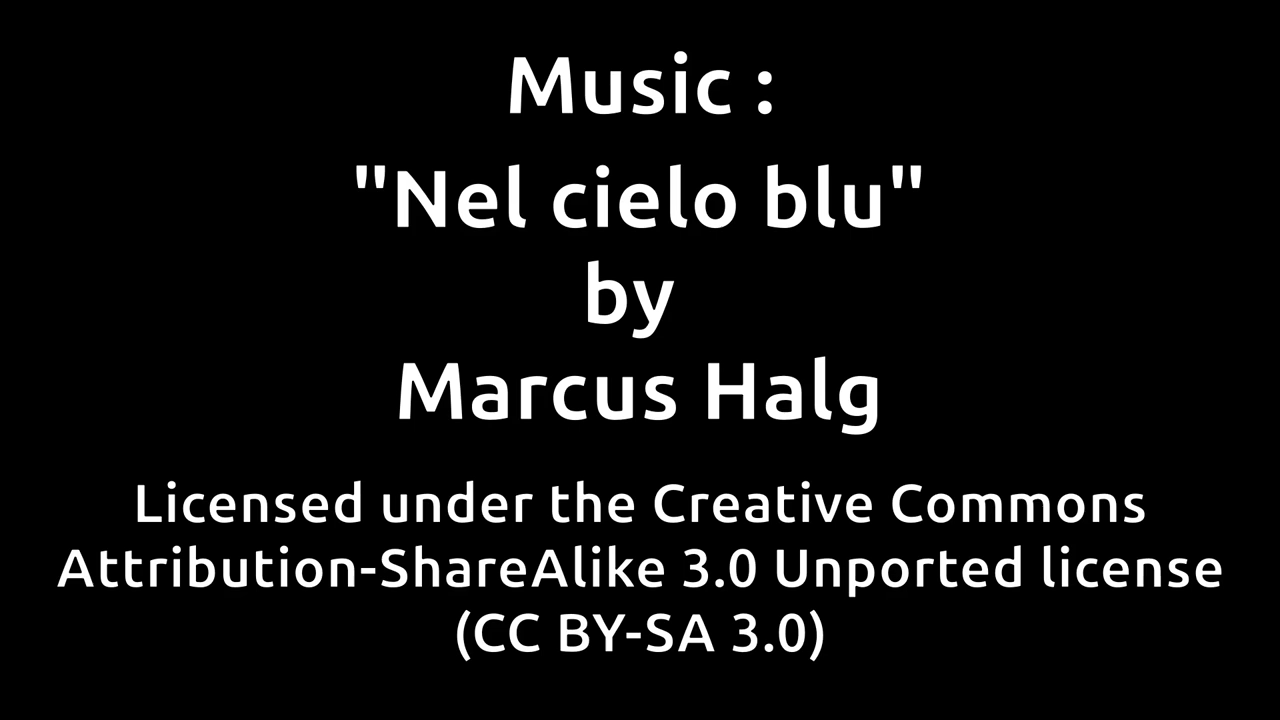 Music :
"Nel cielo blu"
by
Marcus Halg
Licensed under the Creative Commons
Attribution-ShareAlike 3.0 Unported license
(CC BY-SA 3.0)